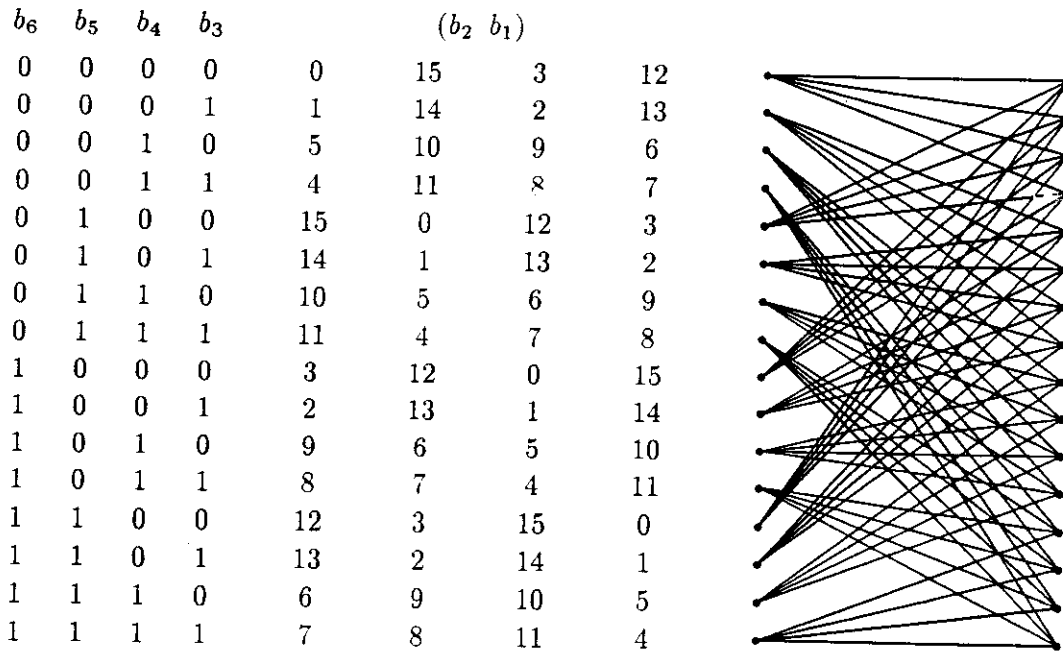 b6 b5 b4 b3 (b2 b1)
0 0 0 0 0 15 3 12
0 0 0 1 1 14 2 13
0 0 1 0 5 10 9 6
0 0 1 1 4 11 8 7
0 1 0 0 15 0 12 3
0 1 0 1 14 1 13 2
0 1 1 0 10 5 6 9
0 1 1 1 11 4 7 8
1 0 0 0 3 12 0 15
1 0 0 1 2 13 1 14
1 0 1 0 9 6 5 10
1 0 1 1 8 7 4 11
1 1 0 0 12 3 15 0
1 1 0 1 13 2 14 1
1 1 1 0 6 9 10 5
1 1 1 1 7 8 11 4